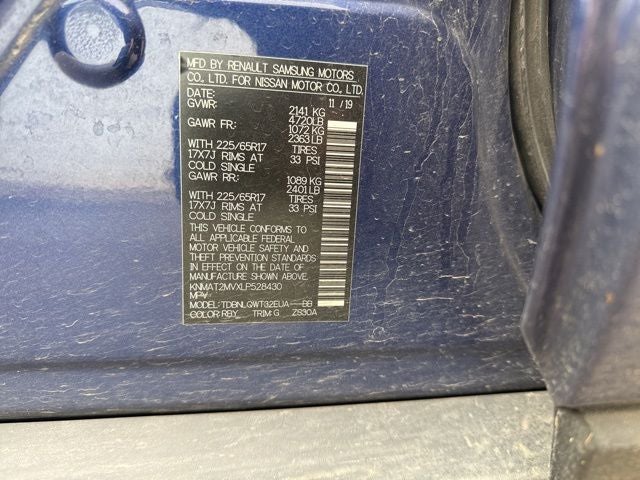 MFD BY RENAULT SAMSUNG MOTORS
CO., LTD. FOR NISSAN MOTOR CO., LTD.
DATE: 11 / 19
GVWR: 2141 KG
4720LB
GAWR FR: 1072 KG
2363 LB
WITH 225/65R17 TIRES
17X7J RIMS AT 33 PSI
COLD SINGLE
GAWR RR: 1089 KG
2401 LB
WITH 225/65R17 TIRES
17X7J RIMS AT 33 PSI
COLD SINGLE
THIS VEHICLE CONFORMS TO
ALL APPLICABLE FEDERAL
MOTOR VEHICLE SAFETY AND
THEFT PREVENTION STANDARDS
IN EFFECT ON THE DATE OF
MANUFACTURE SHOWN ABOVE.
KNMAT2MVXLP528430
MPV
MODEL: TDBNLQWT32EUA---BB
COLOR: RBY TRIM: G ZS30A